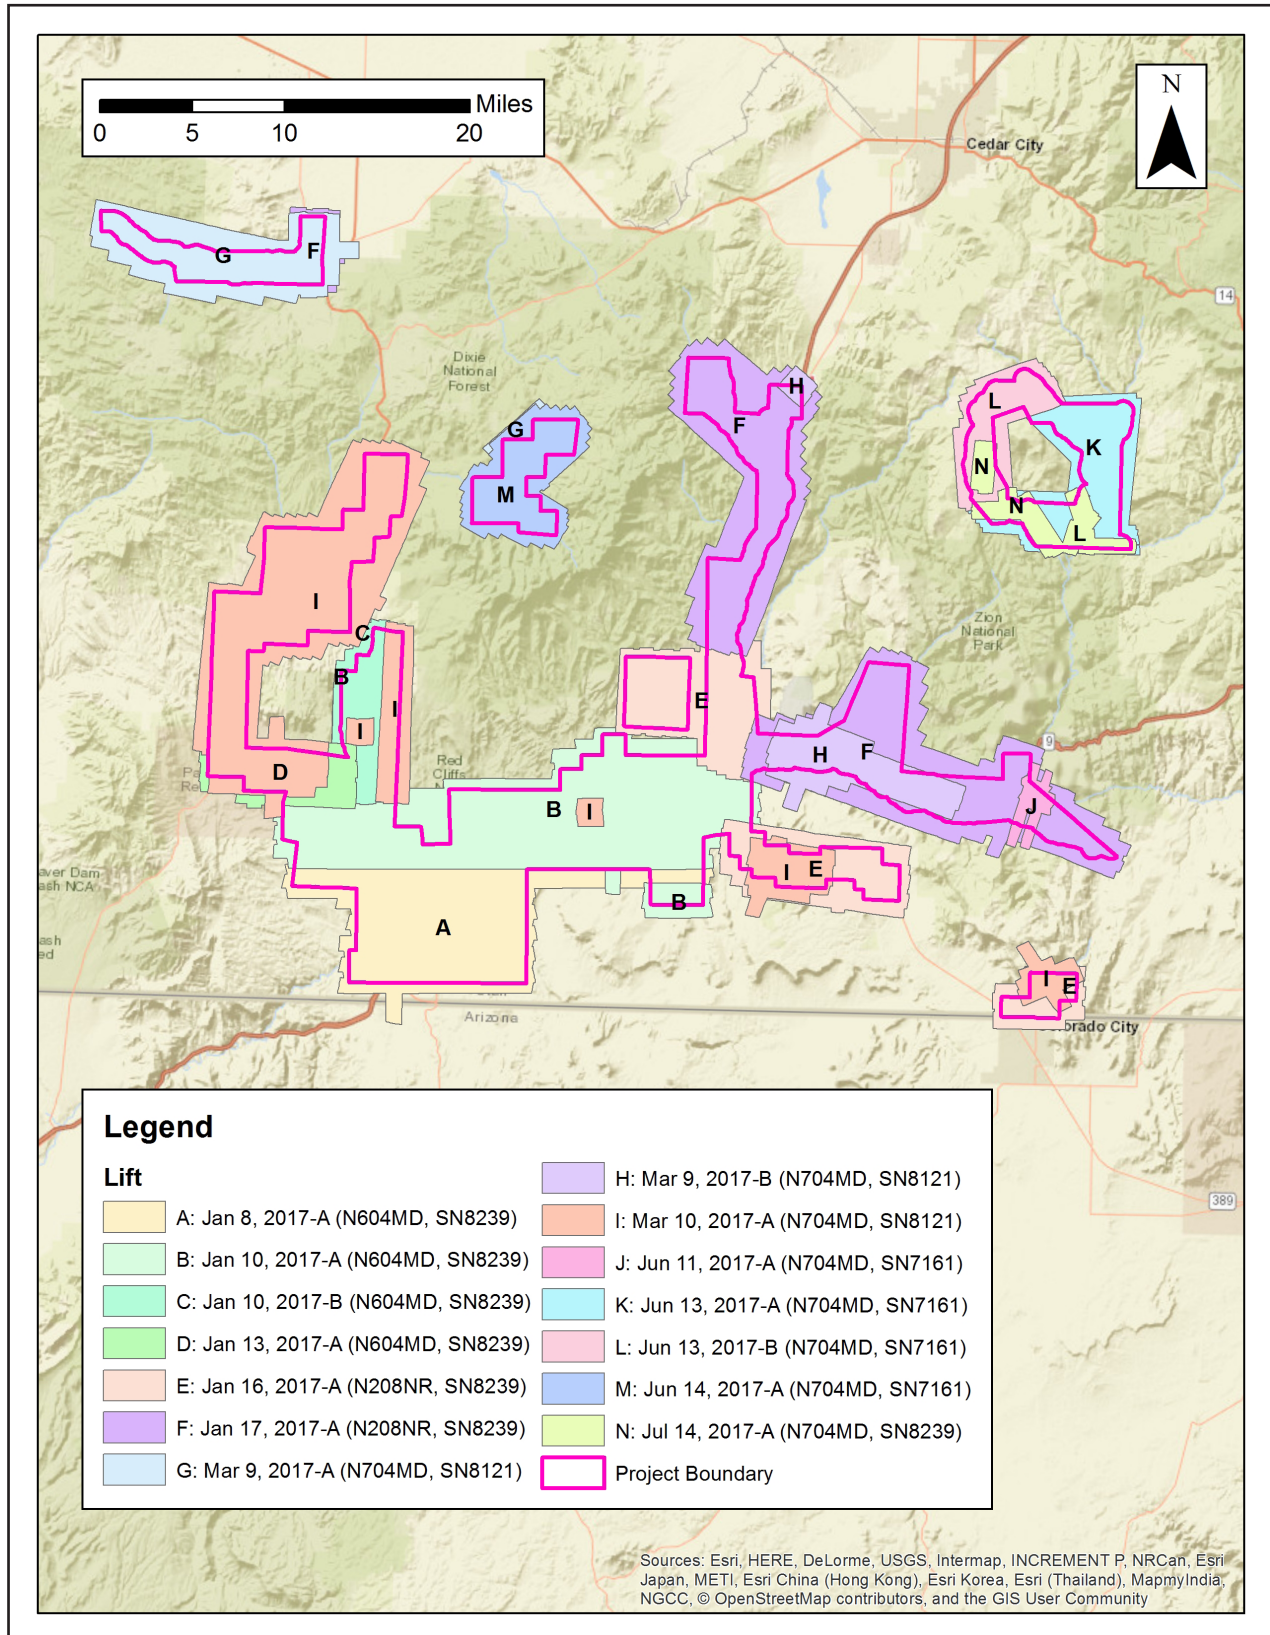 Miles
0 5 10 20
N
Cedar City
14
G
F
Dixie
National
Forest
H
F
L
K
G
N
M
N
L
I
C
Zion
National
Park
B
E
I
I
9
H
F
D
Red
Cliffs
B
I
J
I
E
B
A
I
E
Arizona
Colorado City
389
Legend
Lift
A: Jan 8, 2017-A (N604MD, SN8239)
B: Jan 10, 2017-A (N604MD, SN8239)
C: Jan 10, 2017-B (N604MD, SN8239)
D: Jan 13, 2017-A (N604MD, SN8239)
E: Jan 16, 2017-A (N208NR, SN8239)
F: Jan 17, 2017-A (N208NR, SN8239)
G: Mar 9, 2017-A (N704MD, SN8121)
H: Mar 9, 2017-B (N704MD, SN8121)
I: Mar 10, 2017-A (N704MD, SN8121)
J: Jun 11, 2017-A (N704MD, SN7161)
K: Jun 13, 2017-A (N704MD, SN7161)
L: Jun 13, 2017-B (N704MD, SN7161)
M: Jun 14, 2017-A (N704MD, SN7161)
N: Jul 14, 2017-A (N704MD, SN8239)
Project Boundary
Sources: Esri, HERE, DeLorme, USGS, Intermap, INCREMENT P, NRCan, Esri
Japan, METI, Esri China (Hong Kong), Esri Korea, Esri (Thailand), MapmyIndia,
NGCC, © OpenStreetMap contributors, and the GIS User Community